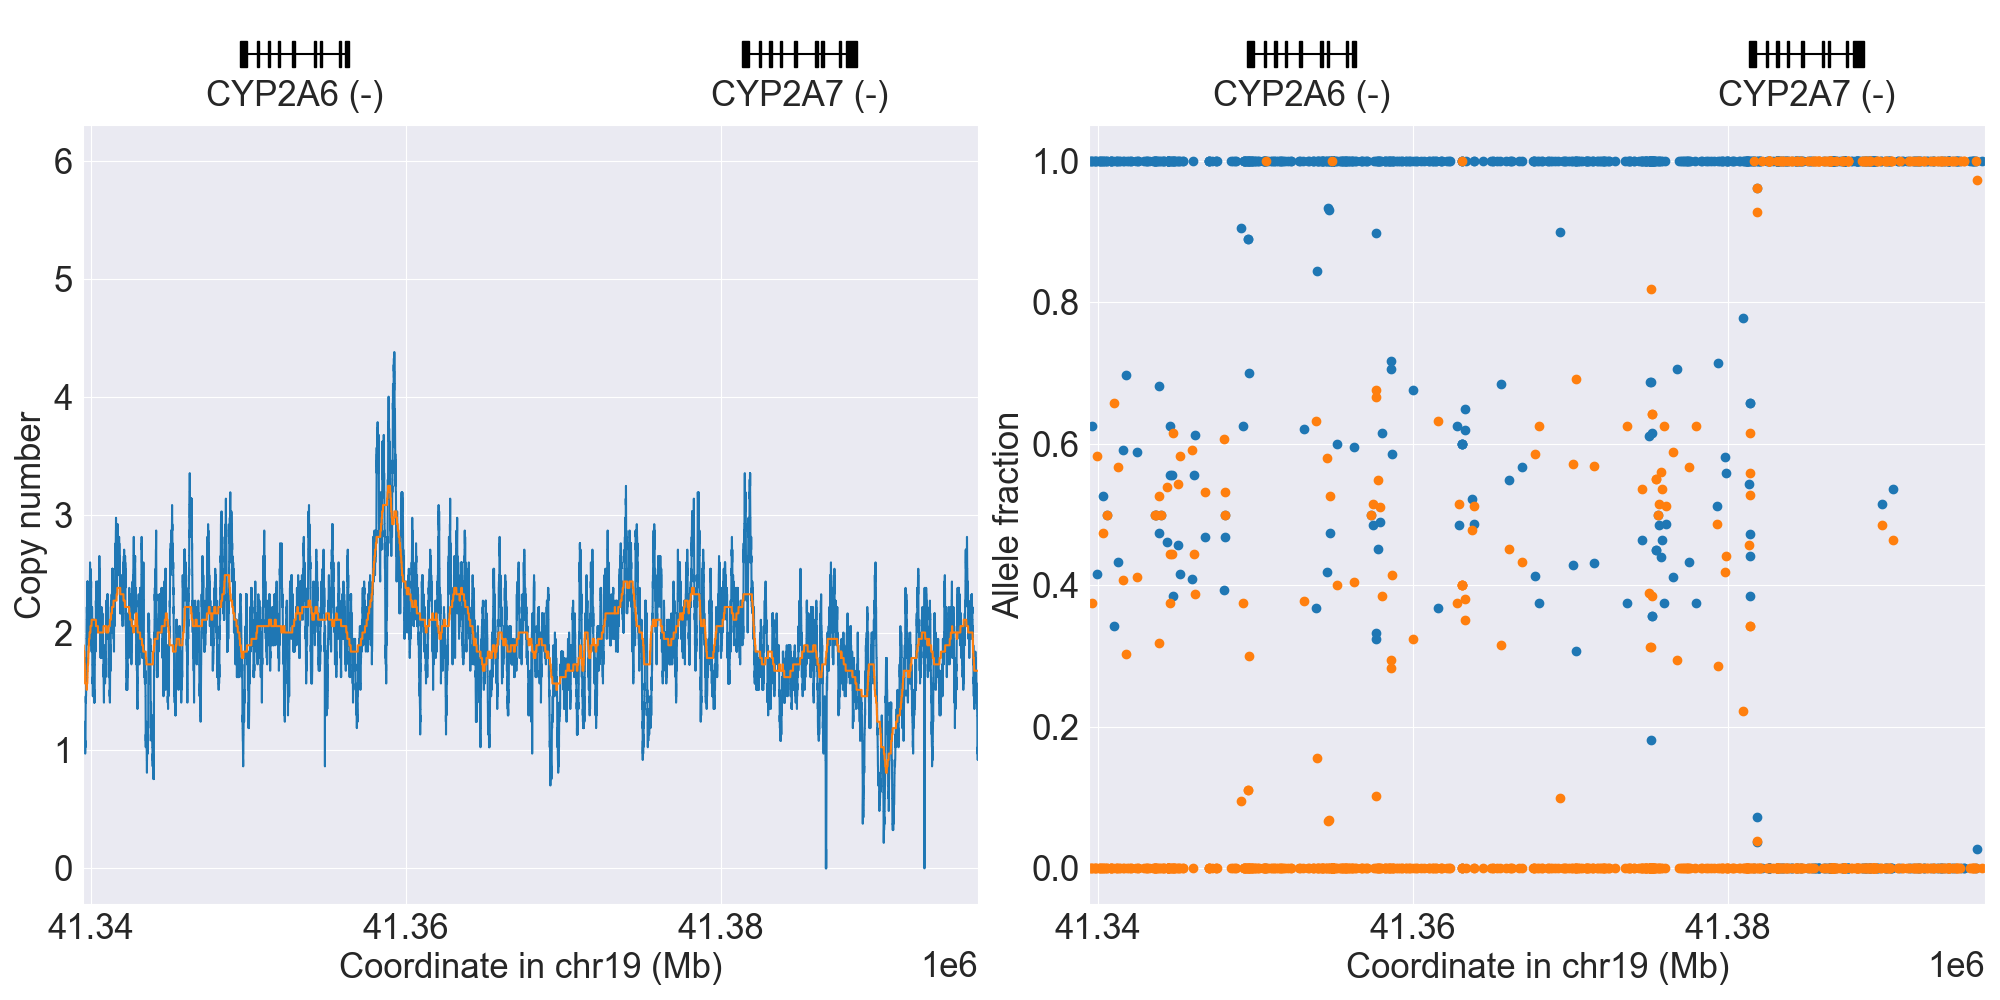 CYP2A6 (-) CYP2A7 (-)
6
5
4
3
2
1
0
Copy number
41.34 41.36 41.38
Coordinate in chr19 (Mb) 1e6
CYP2A6 (-) CYP2A7 (-)
1.0
0.8
0.6
0.4
0.2
0.0
Allele fraction
41.34 41.36 41.38
Coordinate in chr19 (Mb) 1e6